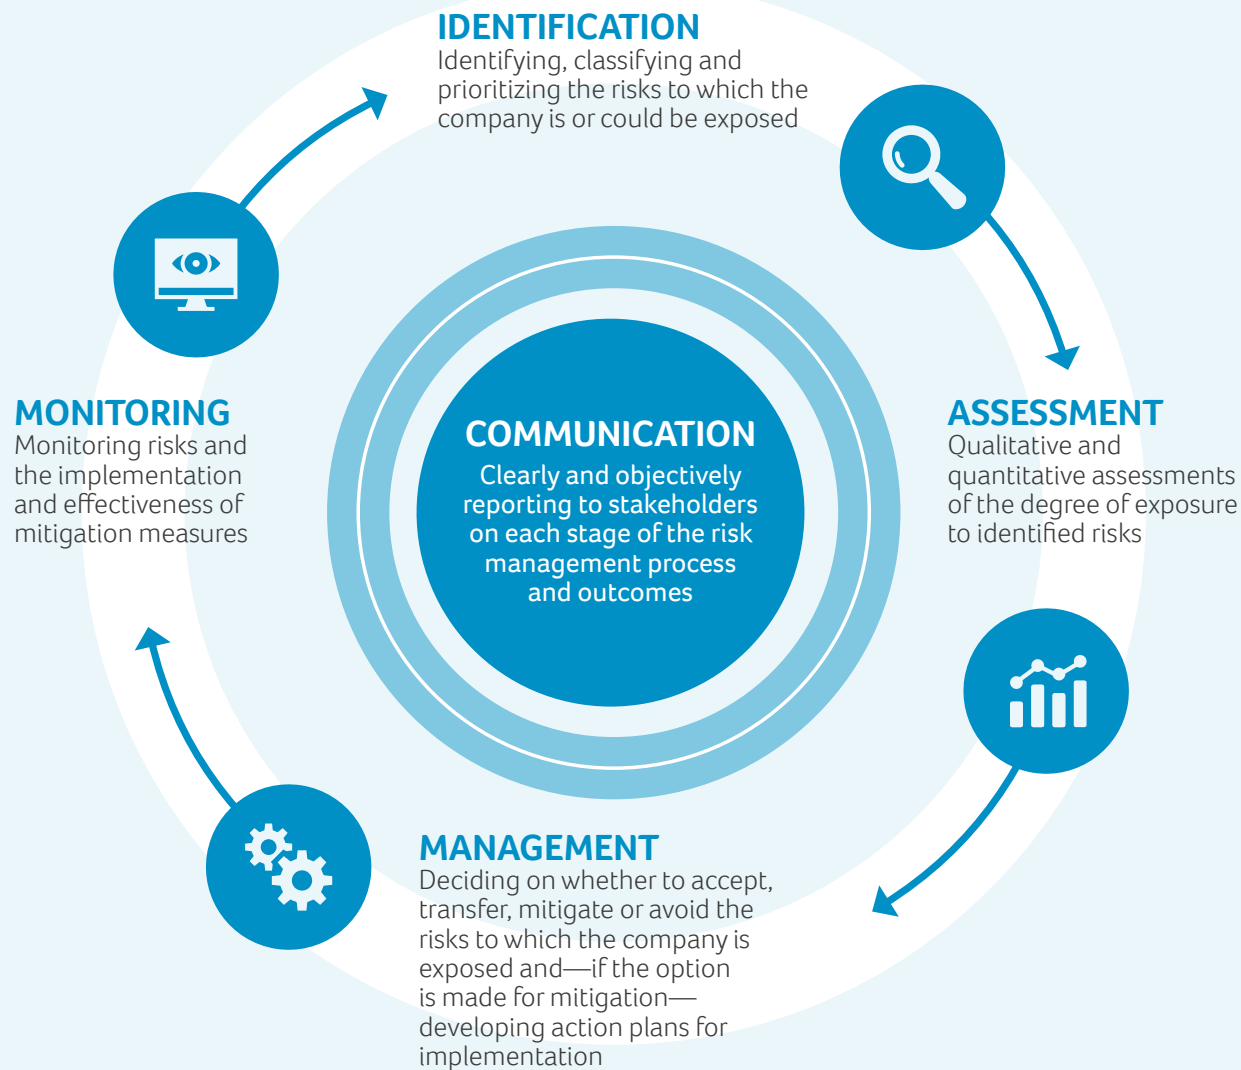 IDENTIFICATION
Identifying, classifying and
prioritizing the risks to which the
company is or could be exposed
ASSESSMENT
Qualitative and
quantitative assessments
of the degree of exposure
to identified risks
MANAGEMENT
Deciding on whether to accept,
transfer, mitigate or avoid the
risks to which the company is
exposed and—if the option
is made for mitigation—
developing action plans for
implementation
MONITORING
Monitoring risks and
the implementation
and effectiveness of
mitigation measures
COMMUNICATION
Clearly and objectively
reporting to stakeholders
on each stage of the risk
management process
and outcomes